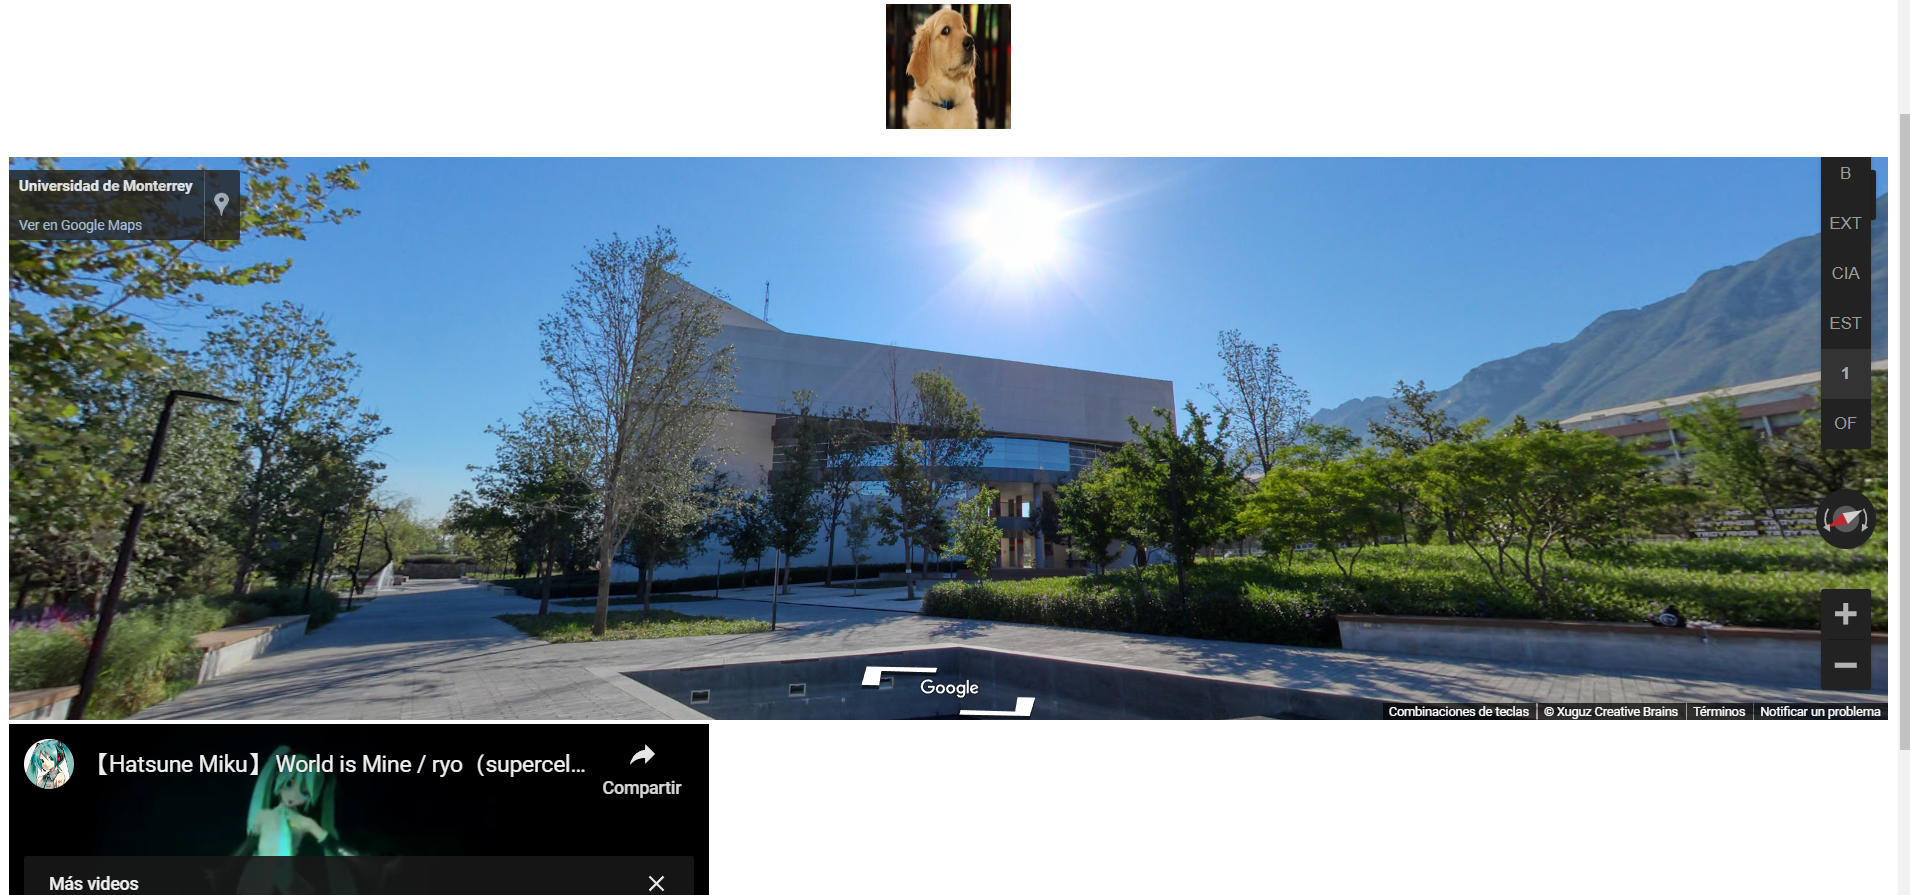 Universidad de Monterrey
Ver en Google Maps
B
EXT
CIA
EST
1
OF
Google
Combinaciones de teclas
© Xuguz Creative Brains
Términos
Notificar un problema
【Hatsune Miku】 World is Mine / ryo（supercel...
Compartir
Más videos